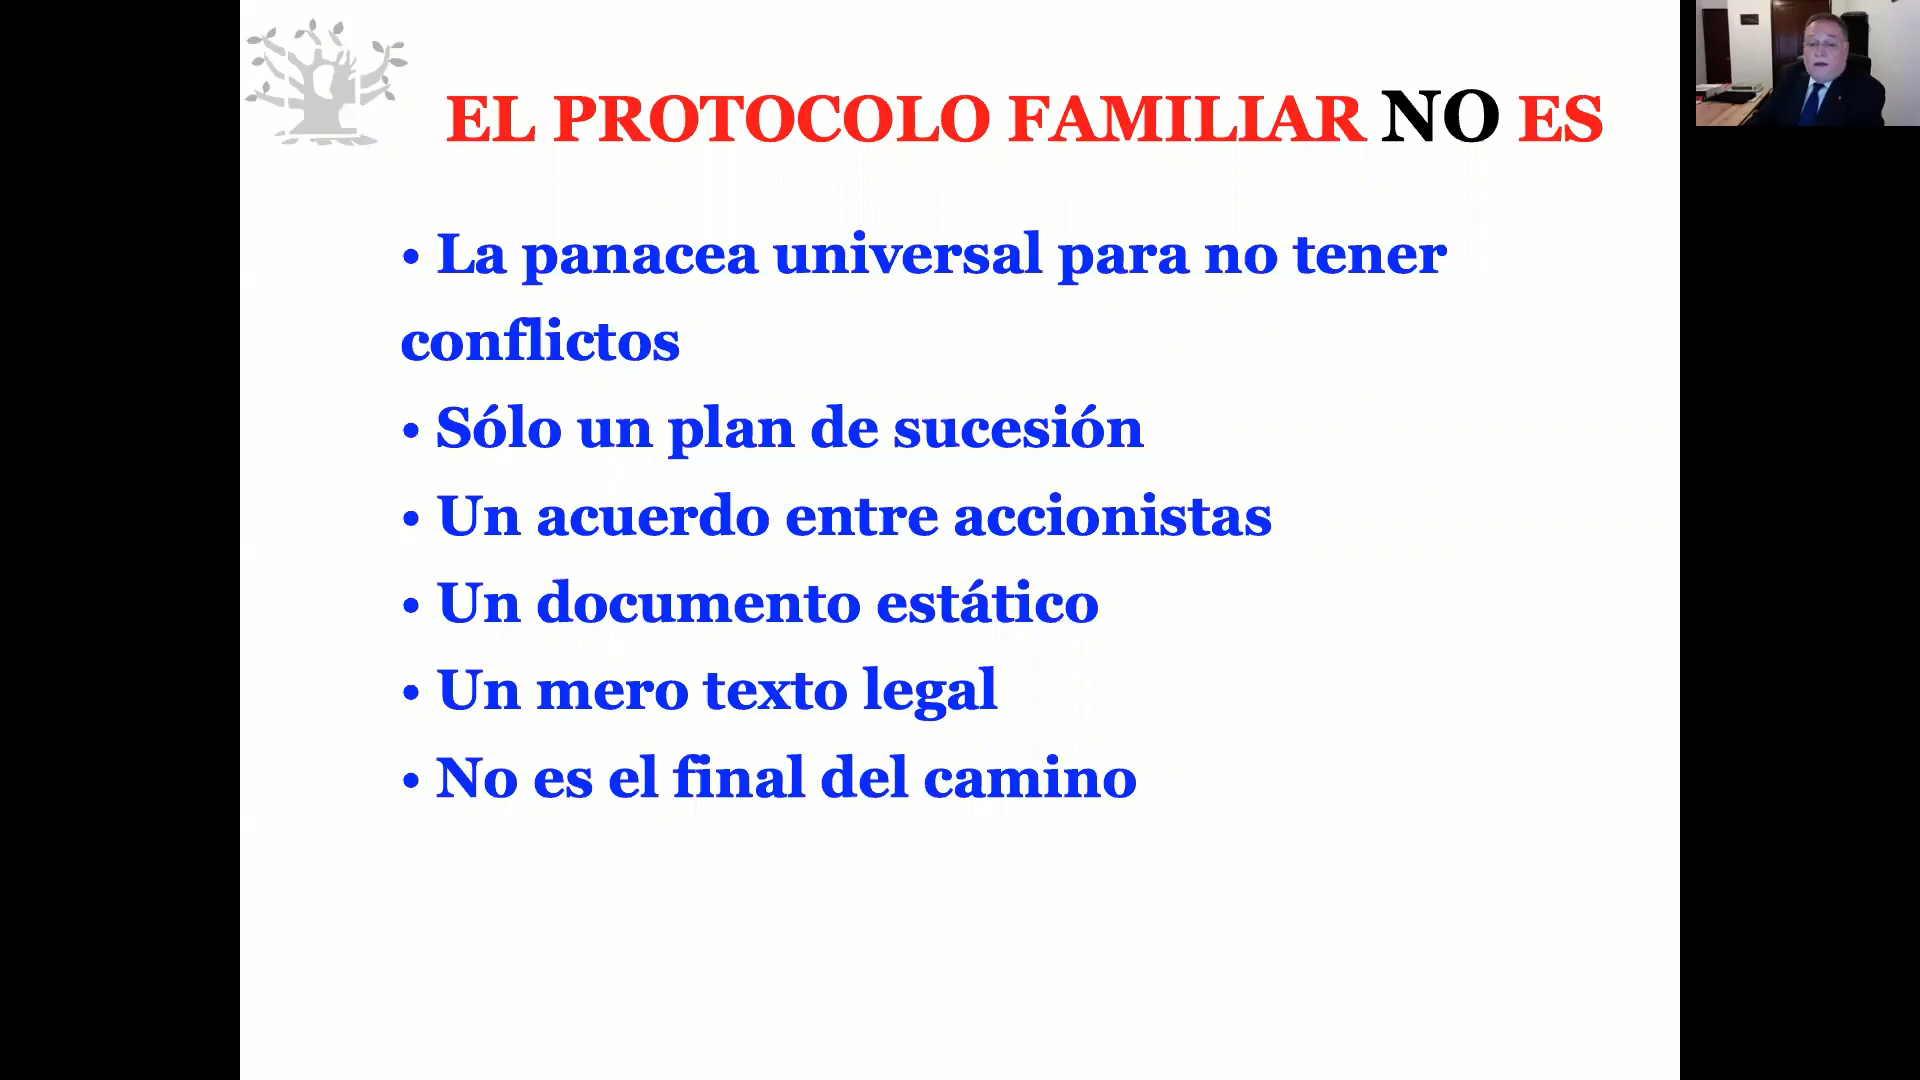 EL PROTOCOLO FAMILIAR NO ES
• La panacea universal para no tener
conflictos
• Sólo un plan de sucesión
• Un acuerdo entre accionistas
• Un documento estático
• Un mero texto legal
• No es el final del camino